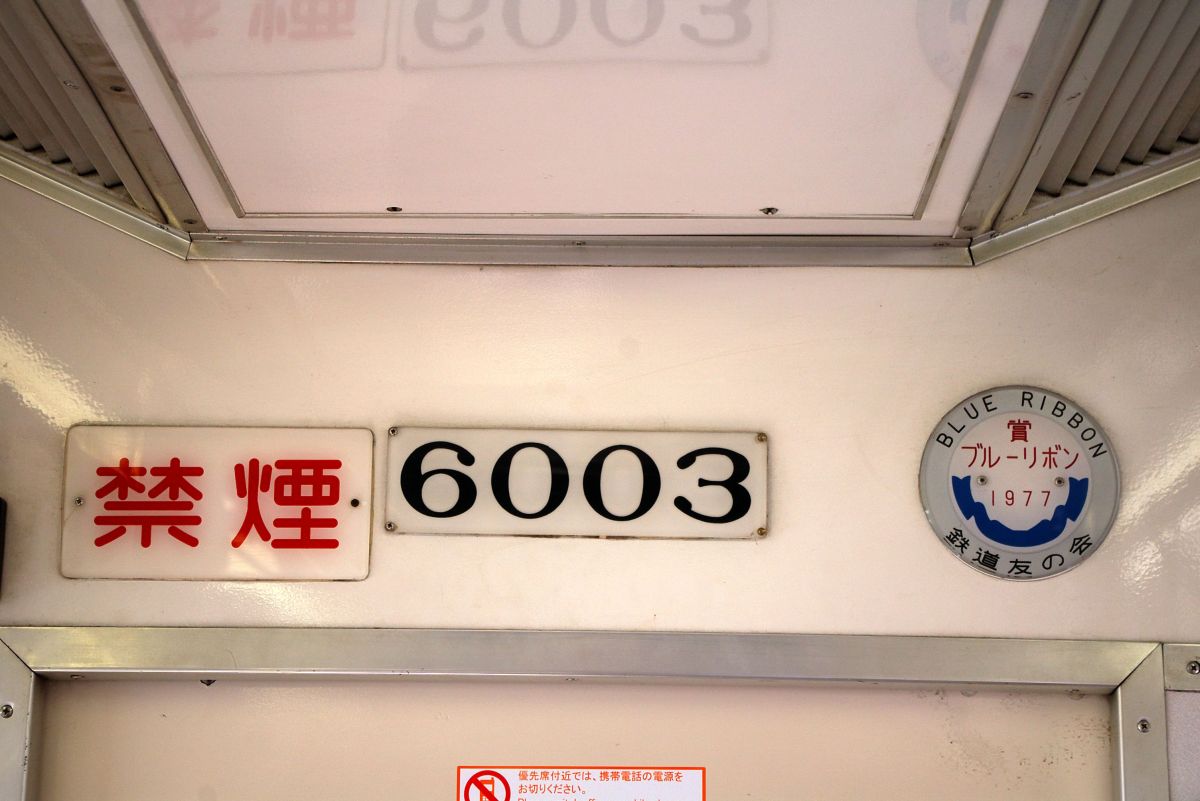 禁煙
6003
BLUE RIBBON
賞
ブルーリボン
1977
鉄道友の会
優先席付近では、携帯電話の電源を
お切りください。